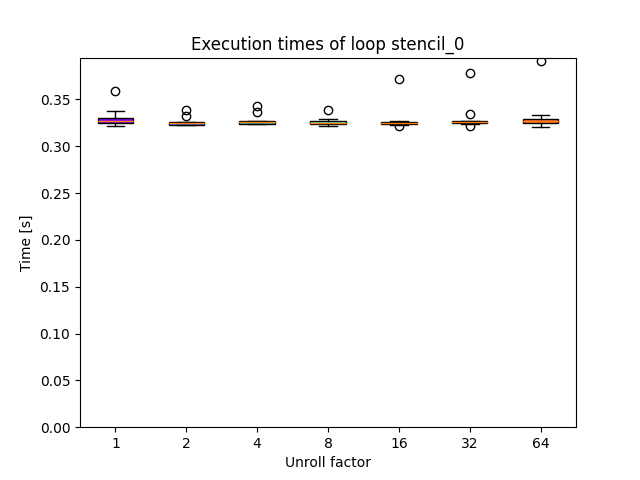 Execution times of loop stencil_0
Time [s]
0.35
0.30
0.25
0.20
0.15
0.10
0.05
0.00
1 2 4 8 16 32 64
Unroll factor